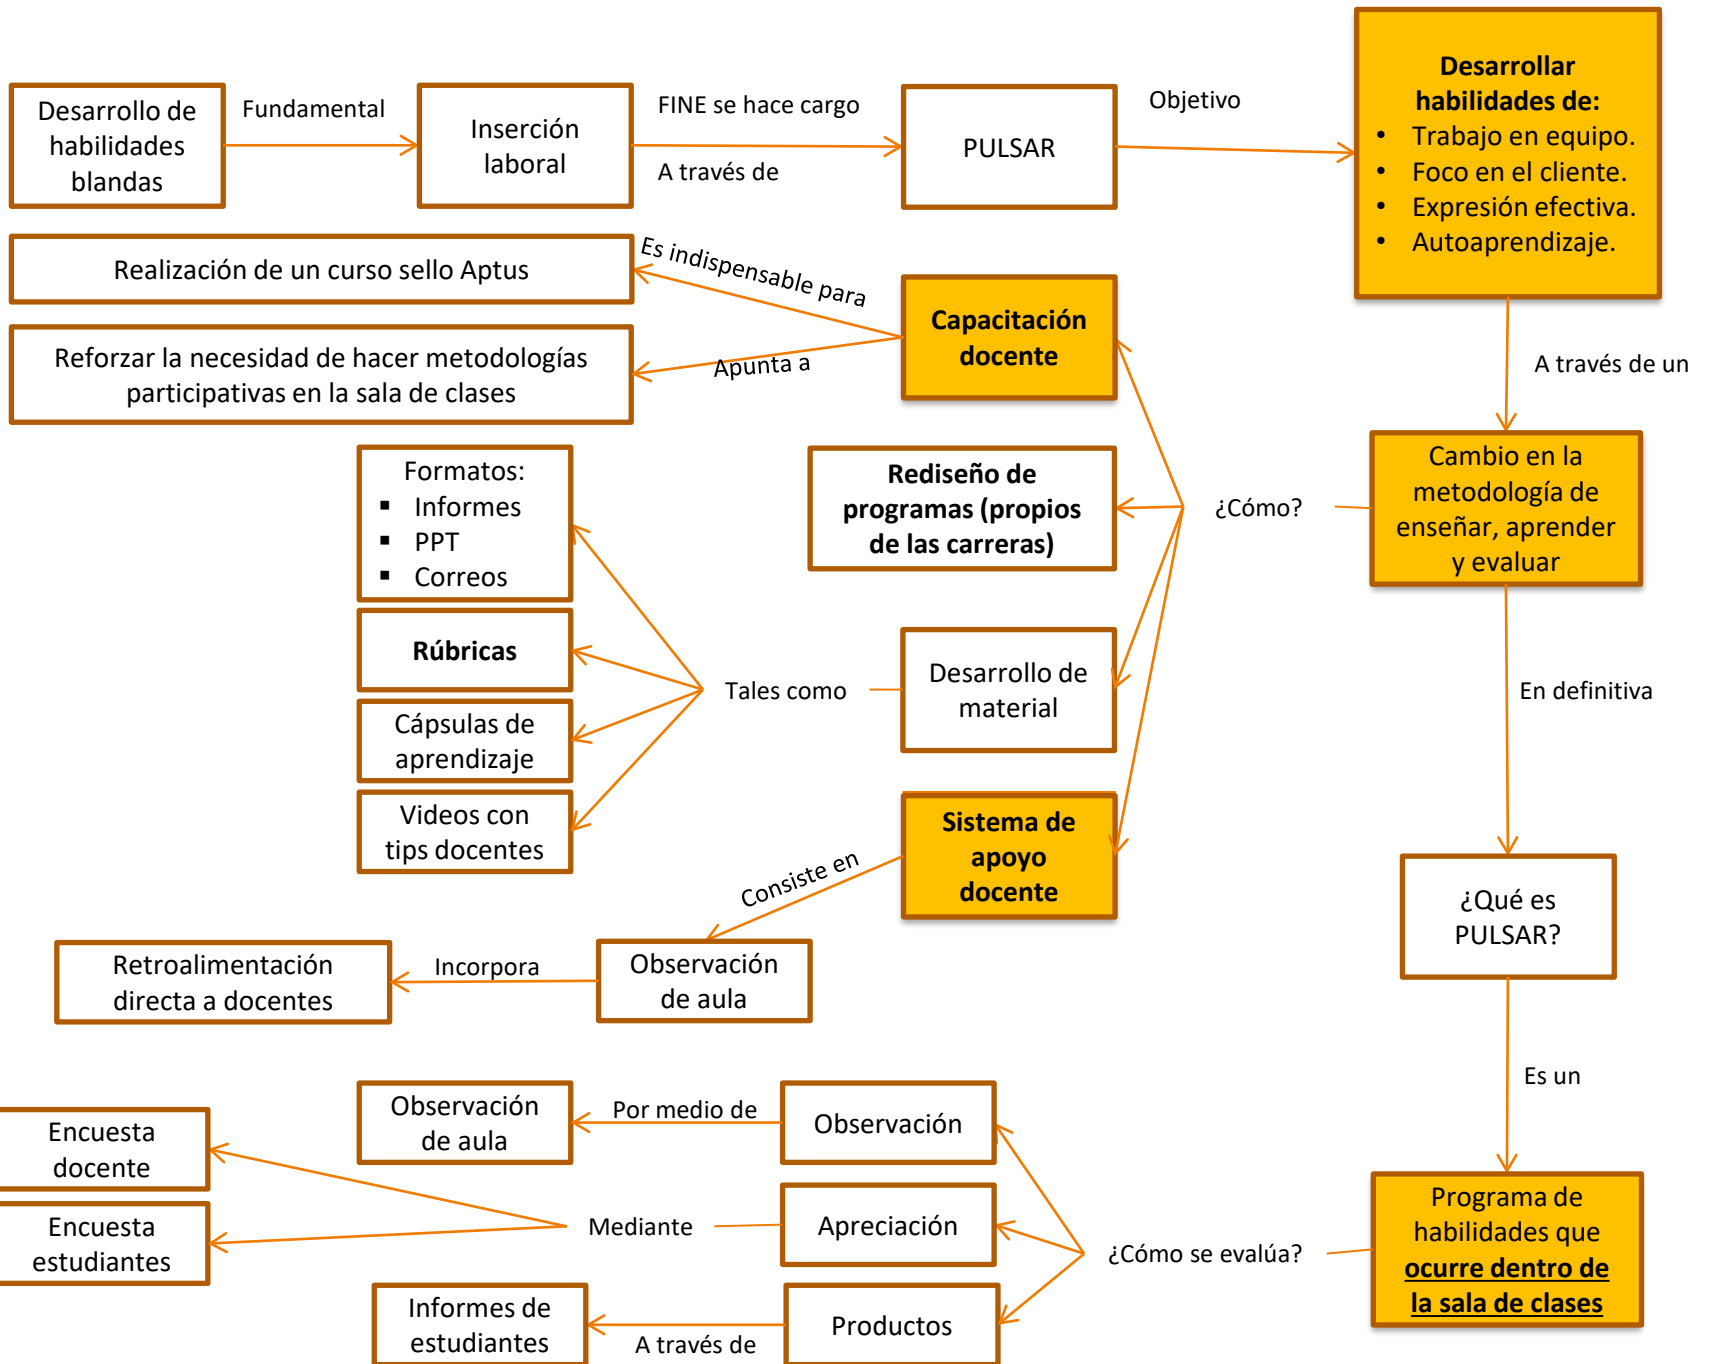 Desarrollo de
habilidades
blandas
Fundamental
Inserción
laboral
FINE se hace cargo
A través de
PULSAR
Objetivo
Desarrollar
habilidades de:
• Trabajo en equipo.
• Foco en el cliente.
• Expresión efectiva.
• Autoaprendizaje.
Realización de un curso sello Aptus
Es indispensable para
Reforzar la necesidad de hacer metodologías
participativas en la sala de clases
Apunta a
Capacitación
docente
A través de un
Cambio en la
metodología de
enseñar, aprender
y evaluar
¿Cómo?
Rediseño de
programas (propios
de las carreras)
Formatos:
▪ Informes
▪ PPT
▪ Correos
Rúbricas
Cápsulas de
aprendizaje
Videos con
tips docentes
Tales como
Desarrollo de
material
En definitiva
Sistema de
apoyo
docente
Consiste en
Observación
de aula
Incorpora
Retroalimentación
directa a docentes
¿Qué es
PULSAR?
Es un
Programa de
habilidades que
ocurre dentro de
la sala de clases
¿Cómo se evalúa?
Observación
Por medio de
Observación
de aula
Apreciación
Mediante
Encuesta
docente
Encuesta
estudiantes
Productos
A través de
Informes de
estudiantes